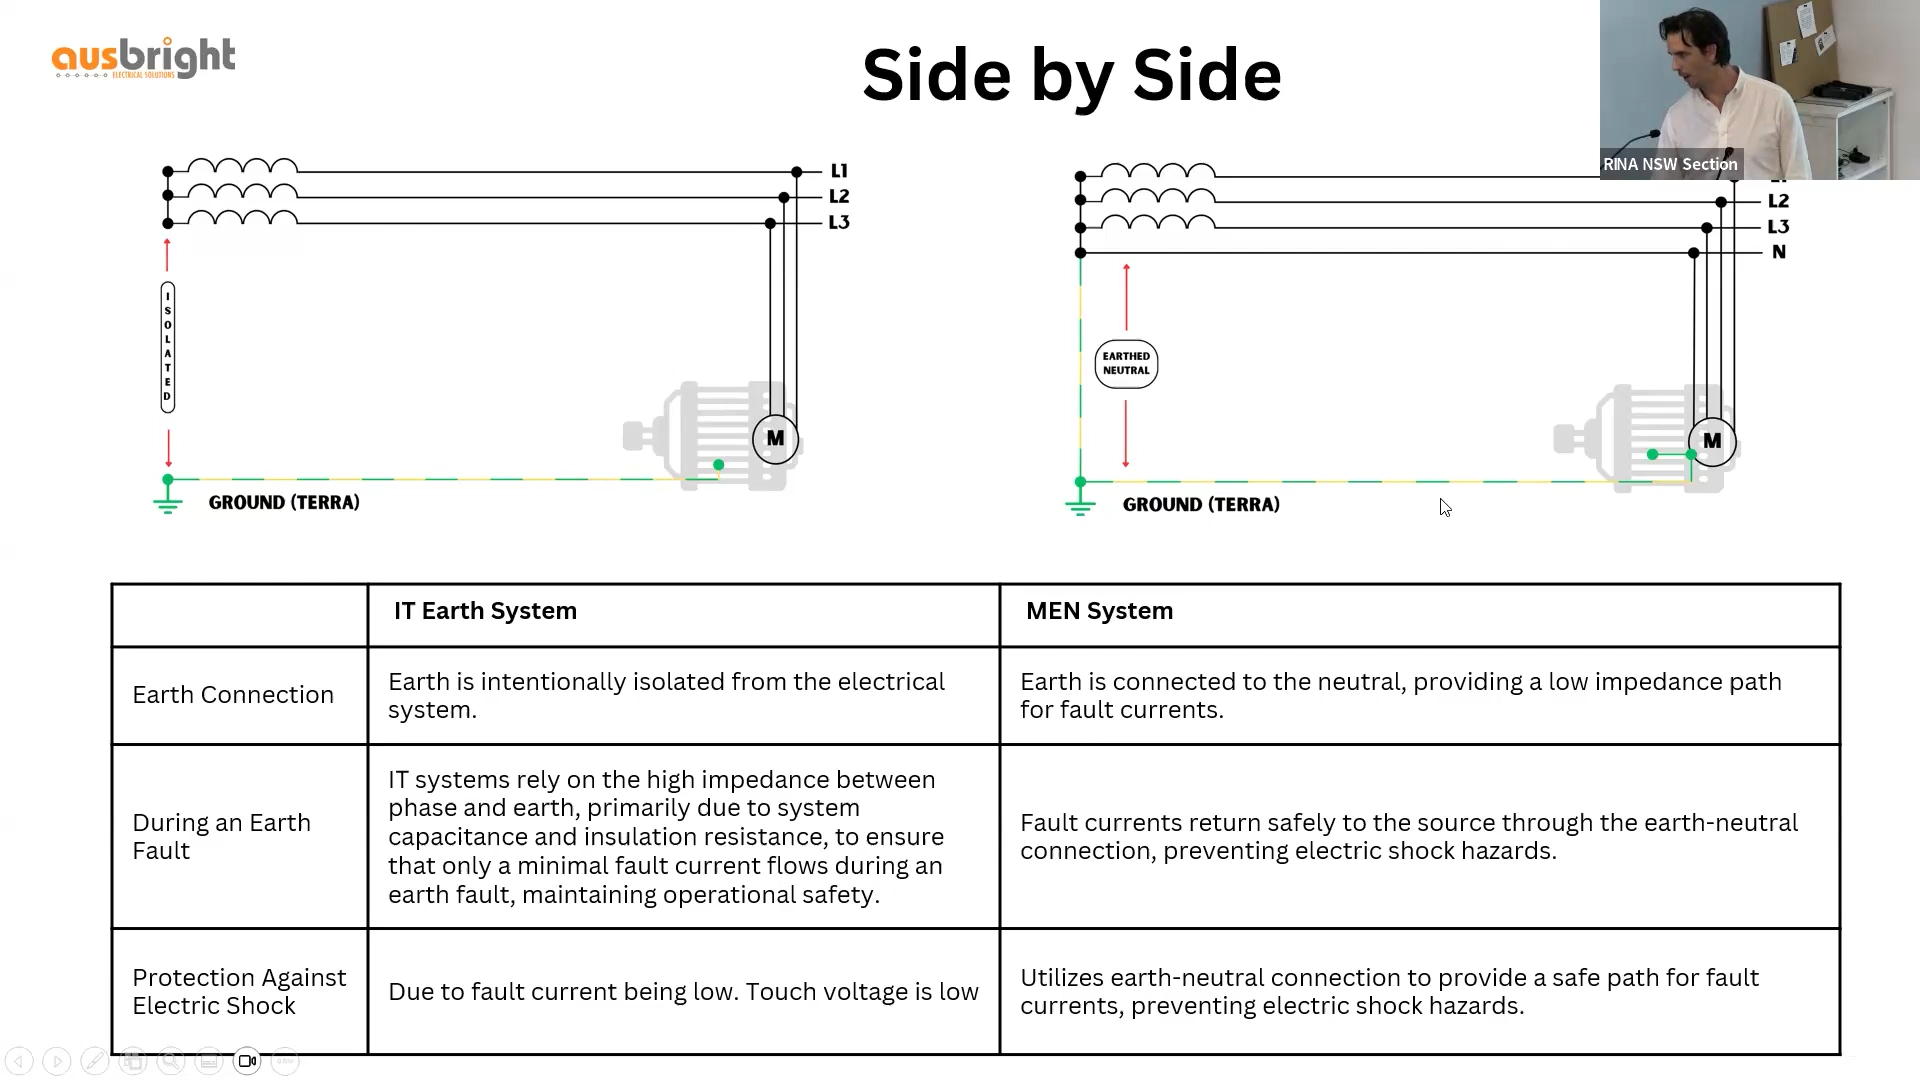 ausbright
ELECTRICAL SOLUTIONS
Side by Side
RINA NSW Section
L1
L2
L3
ISOLATED
M
GROUND (TERRA)
L2
L3
N
EARTHED
NEUTRAL
M
GROUND (TERRA)
IT Earth System
MEN System
Earth Connection
Earth is intentionally isolated from the electrical
system.
Earth is connected to the neutral, providing a low impedance path
for fault currents.
During an Earth
Fault
IT systems rely on the high impedance between
phase and earth, primarily due to system
capacitance and insulation resistance, to ensure
that only a minimal fault current flows during an
earth fault, maintaining operational safety.
Fault currents return safely to the source through the earth-neutral
connection, preventing electric shock hazards.
Protection Against
Electric Shock
Due to fault current being low. Touch voltage is low
Utilizes earth-neutral connection to provide a safe path for fault
currents, preventing electric shock hazards.